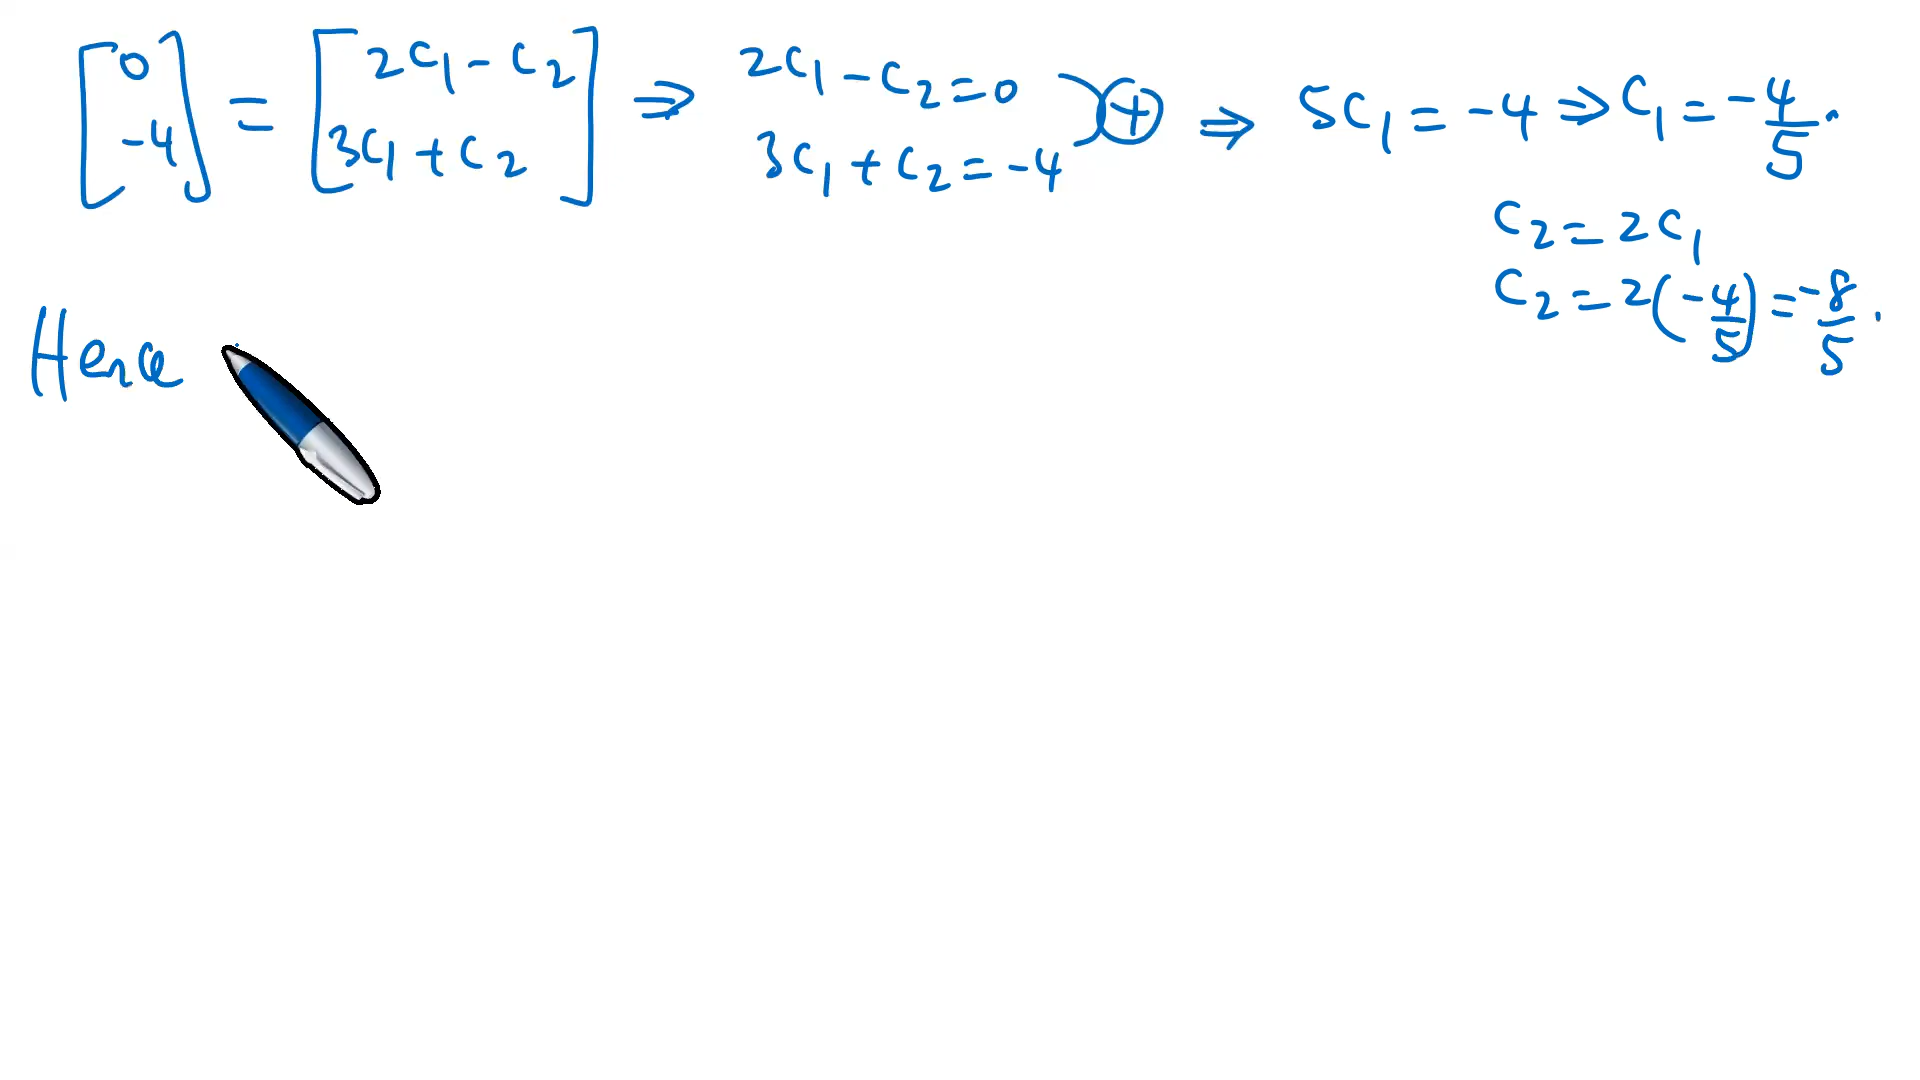 [0 -4] = [2C1 - C2 3C1 + C2] ⇒ 2C1 - C2 = 0 3C1 + C2 = -4 ) ⊕ ⇒ 5C1 = -4 ⇒ C1 = -4/5.
C2 = 2C1
C2 = 2(-4/5) = -8/5.
Hence